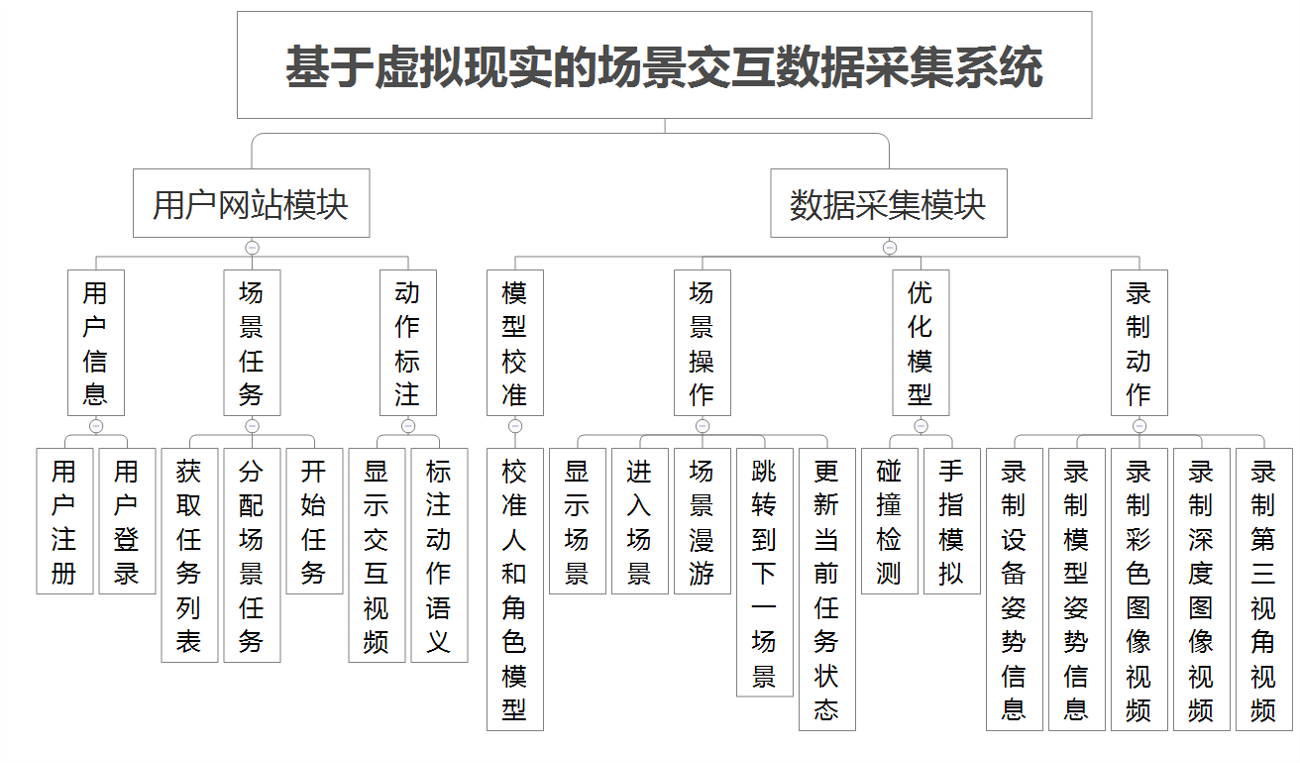 基于虚拟现实的场景交互数据采集系统
用户网站模块
数据采集模块
用户信息
场景任务
动作标注
模型校准
场景操作
优化模型
录制动作
用户注册
用户登录
获取任务列表
分配场景任务
开始任务
显示交互视频
标注动作语义
校准人和角色模型
显示场景
进入场景
场景漫游
跳转到下一场景
更新当前任务状态
碰撞检测
手指模拟
录制设备姿势信息
录制模型姿势信息
录制彩色图像视频
录制深度图像视频
录制第三视角视频